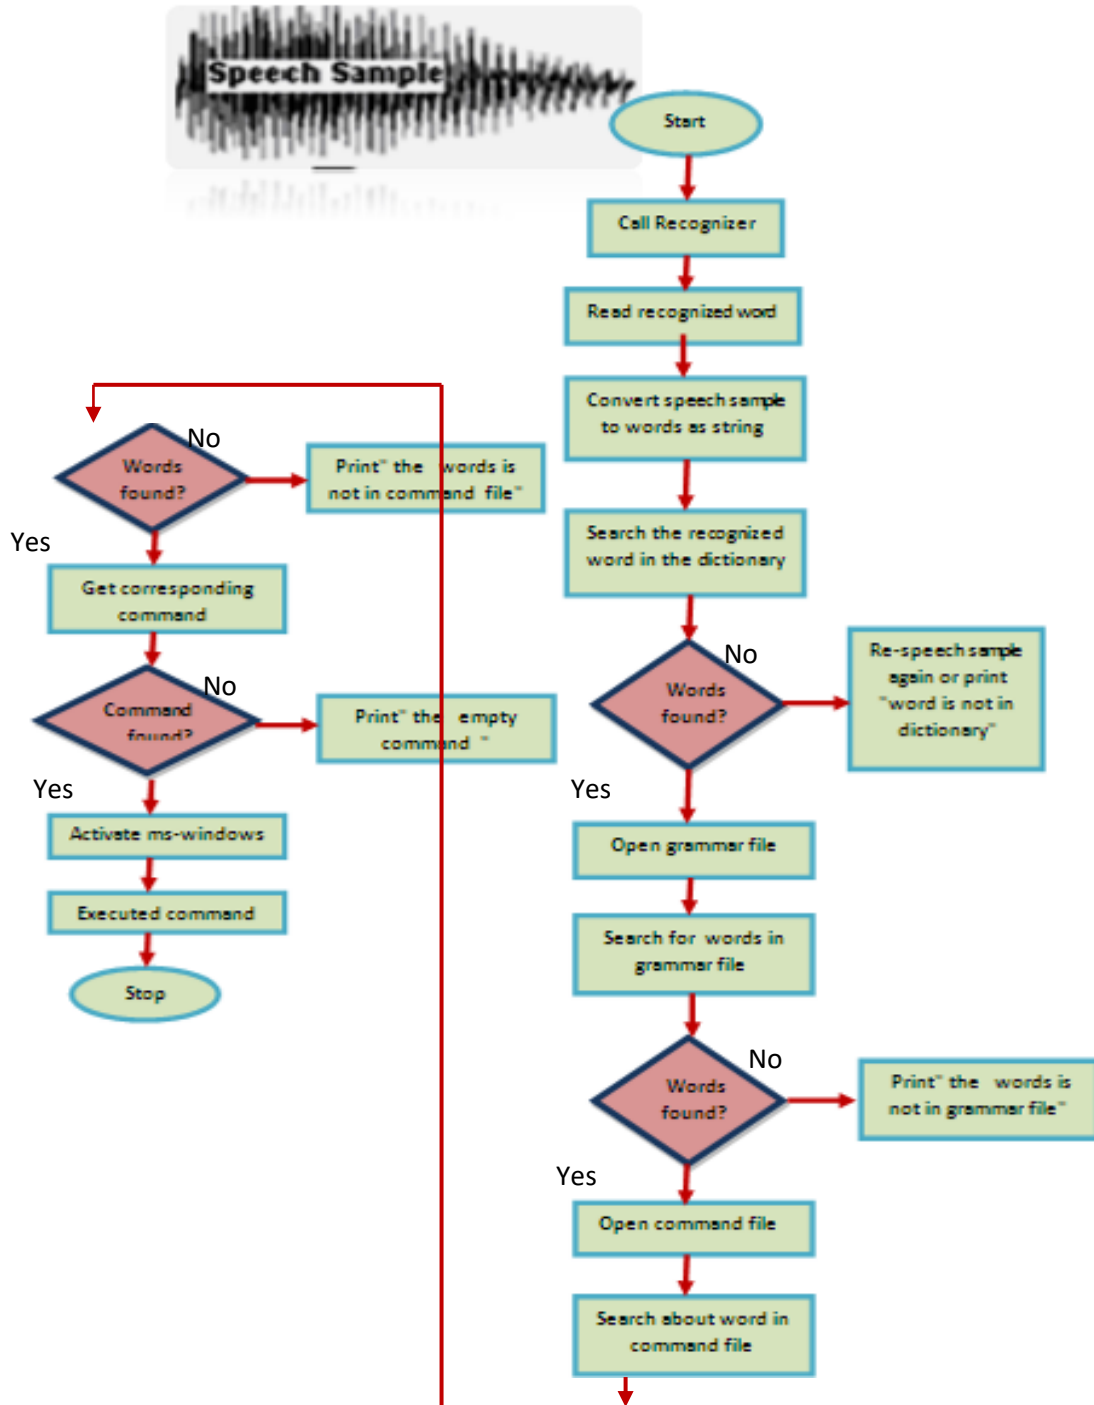 Speech Sample
Start
Call Recognizer
Read recognized word
Convert speech sample
to words as string
Search the recognized
word in the dictionary
Words
found?
No
Re-speech sample
again or print
"word is not in
dictionary"
Yes
Open grammar file
Search for words in
grammar file
Words
found?
No
Print" the words is
not in grammar file"
Yes
Open command file
Search about word in
command file
Words
found?
No
Print" the words is
not in command file"
Yes
Get corresponding
command
Command
found?
No
Print" the empty
command "
Yes
Activate ms-windows
Executed command
Stop